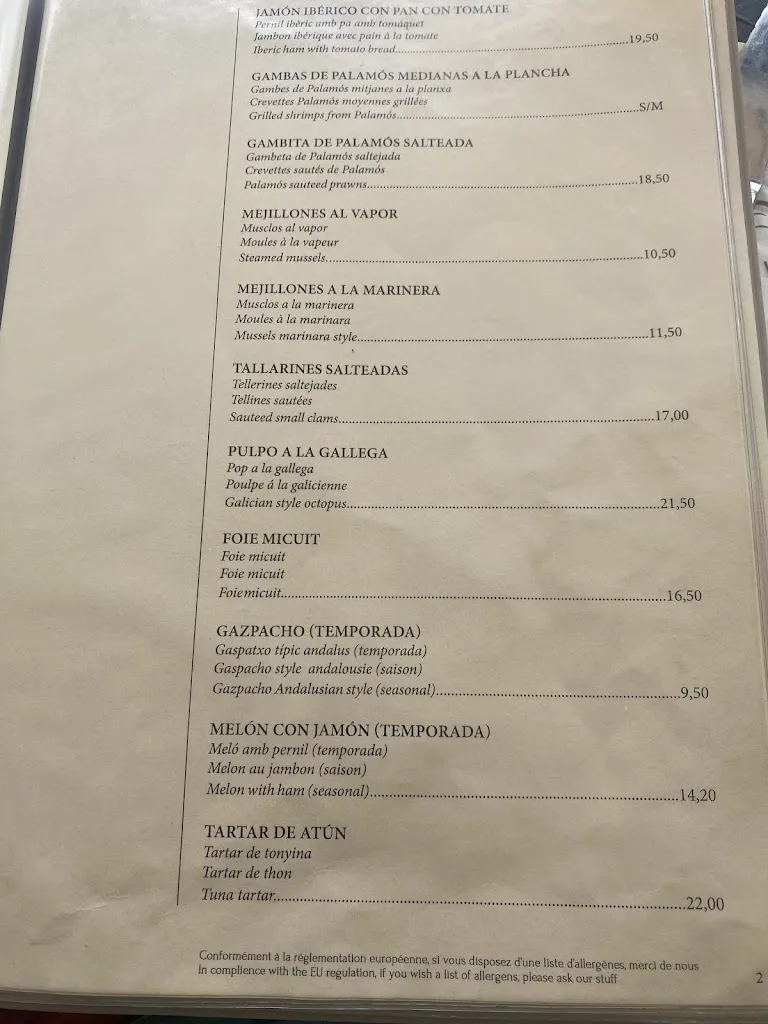 JAMÓN IBÉRICO CON PAN CON TOMATE
Pernil ibèric amb pa amb tomàquet
Jambon ibérique avec pain à la tomate
Iberic ham with tomato bread....19,50
GAMBAS DE PALAMÓS MEDIANAS A LA PLANCHA
Gambes de Palamós mitjanes a la planxa
Crevettes Palamós moyennes grillées
Grilled shrimps from Palamós....S/M
GAMBITA DE PALAMÓS SALTEADA
Gambeta de Palamós saltejada
Crevettes sautés de Palamós
Palamós sauteed prawns....18,50
MEJILLONES AL VAPOR
Musclos al vapor
Moules à la vapeur
Steamed mussels....10,50
MEJILLONES A LA MARINERA
Musclos a la marinera
Moules à la marinara
Mussels marinara style....11,50
TALLARINES SALTEADAS
Tellerines saltejades
Tellines sautées
Sauteed small clams....17,00
PULPO A LA GALLEGA
Pop a la gallega
Poulpe á la galicienne
Galician style octopus....21,50
FOIE MICUIT
Foie micuit
Foie micuit
Foiemicuit....16,50
GAZPACHO (TEMPORADA)
Gaspatxo típic andalus (temporada)
Gaspacho style andalousie (saison)
Gazpacho Andalusian style (seasonal)....9,50
MELÓN CON JAMÓN (TEMPORADA)
Meló amb pernil (temporada)
Melon au jambon (saison)
Melon with ham (seasonal)....14,20
TARTAR DE ATÚN
Tartar de tonyina
Tartar de thon
Tuna tartar....22,00
Conformément à la réglementation européenne, si vous disposez d'une liste d'allergènes, merci de nous
In complience with the EU regulation, if you wish a list of allergens, please ask our stuff
2